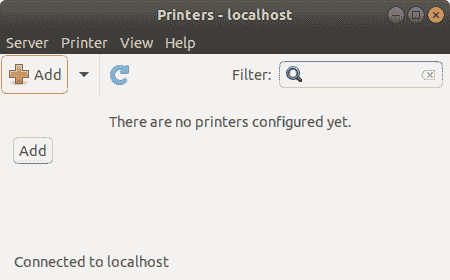 Printers - localhost
Server Printer View Help
Add Filter:
There are no printers configured yet.
Add
Connected to localhost